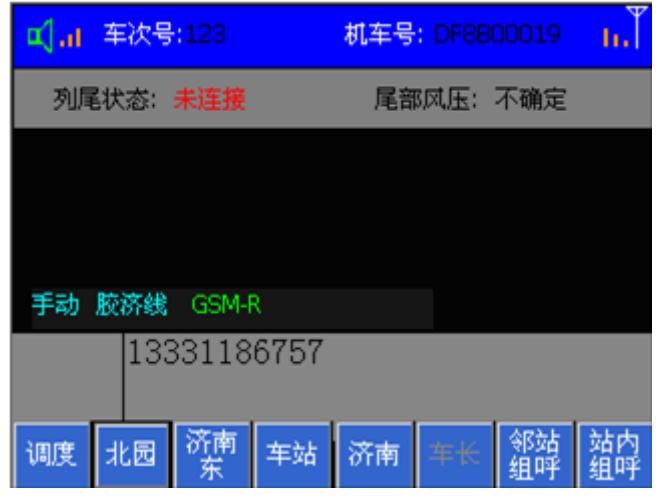 车次号:123 机车号: DF8B00019
列尾状态: 未连接 尾部风压: 不确定
手动 胶济线 GSM-R
13331186757
调度 北园 济南东 车站 济南 车长 邻站组呼 站内组呼